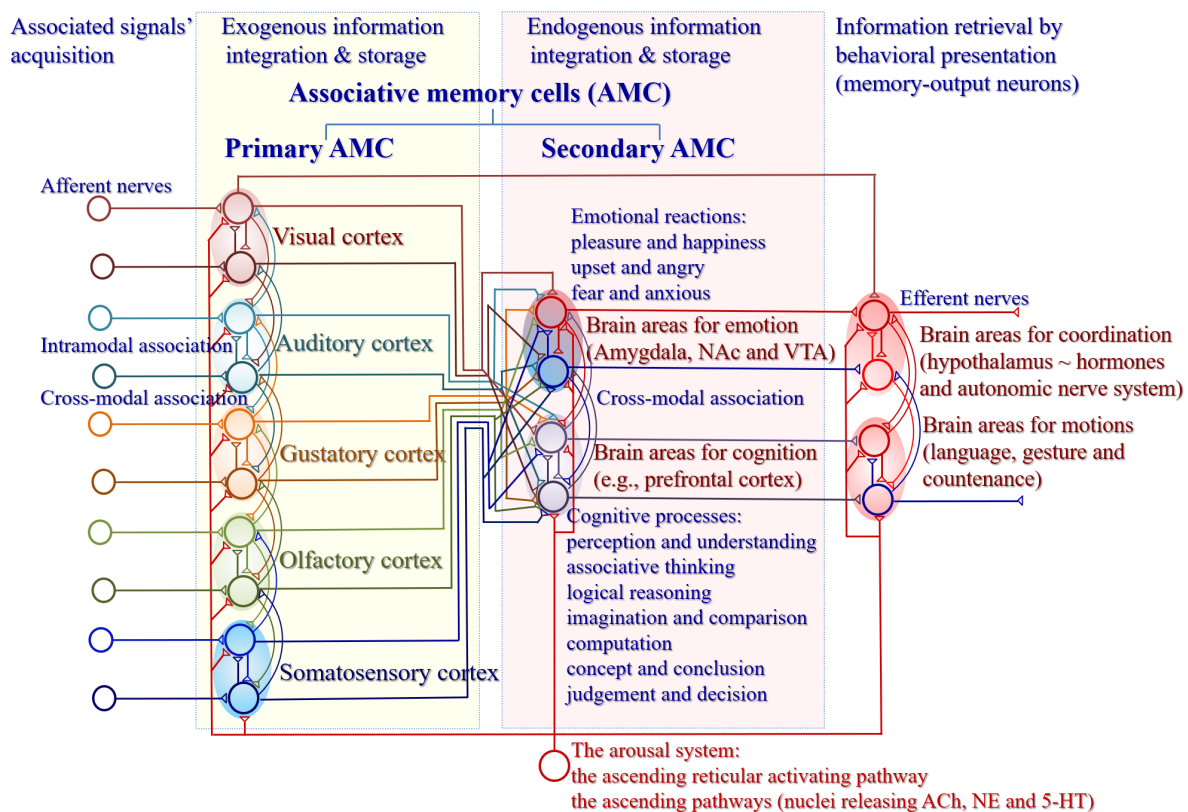 Associated signals’
acquisition
Exogenous information
integration & storage
Endogenous information
integration & storage
Information retrieval by
behavioral presentation
(memory-output neurons)
Associative memory cells (AMC)
Primary AMC
Secondary AMC
Afferent nerves
Visual cortex
Intramodal association
Auditory cortex
Cross-modal association
Gustatory cortex
Olfactory cortex
Somatosensory cortex
Emotional reactions:
pleasure and happiness
upset and angry
fear and anxious
Brain areas for emotion
(Amygdala, NAc and VTA)
Cross-modal association
Brain areas for cognition
(e.g., prefrontal cortex)
Cognitive processes:
perception and understanding
associative thinking
logical reasoning
imagination and comparison
computation
concept and conclusion
judgement and decision
Efferent nerves
Brain areas for coordination
(hypothalamus ~ hormones
and autonomic nerve system)
Brain areas for motions
(language, gesture and
countenance)
The arousal system:
the ascending reticular activating pathway
the ascending pathways (nuclei releasing ACh, NE and 5-HT)